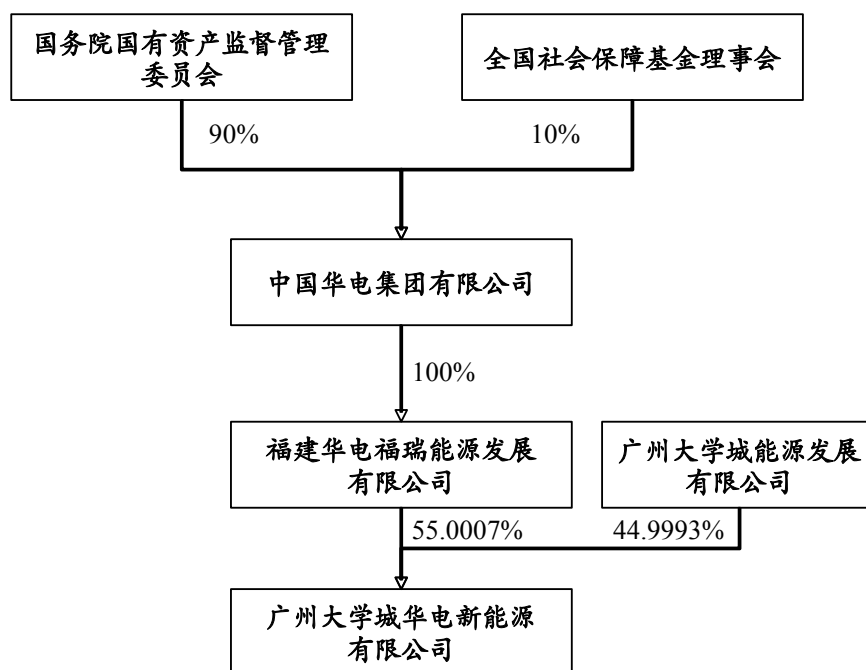 国务院国有资产监督管理
委员会
全国社会保障基金理事会
90%
10%
中国华电集团有限公司
100%
福建华电福瑞能源发展
有限公司
广州大学城能源发展
有限公司
55.0007%
44.9993%
广州大学城华电新能源
有限公司